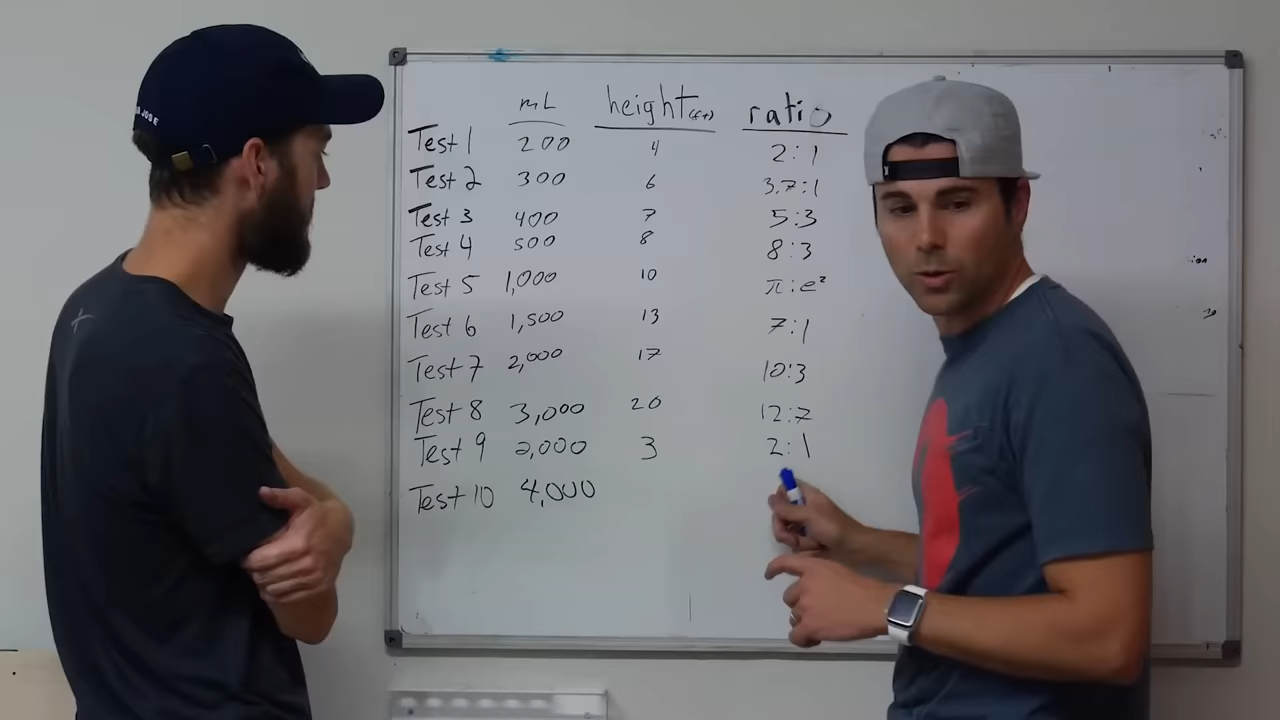 mL height(ft) ratio
Test 1 200 4 2:1
Test 2 300 6 3.7:1
Test 3 400 7 5:3
Test 4 500 8 8:3
Test 5 1,000 10 π:e²
Test 6 1,500 13 7:1
Test 7 2,000 17 10:3
Test 8 3,000 20 12:7
Test 9 2,000 3 2:1
Test 10 4,000
JOSE